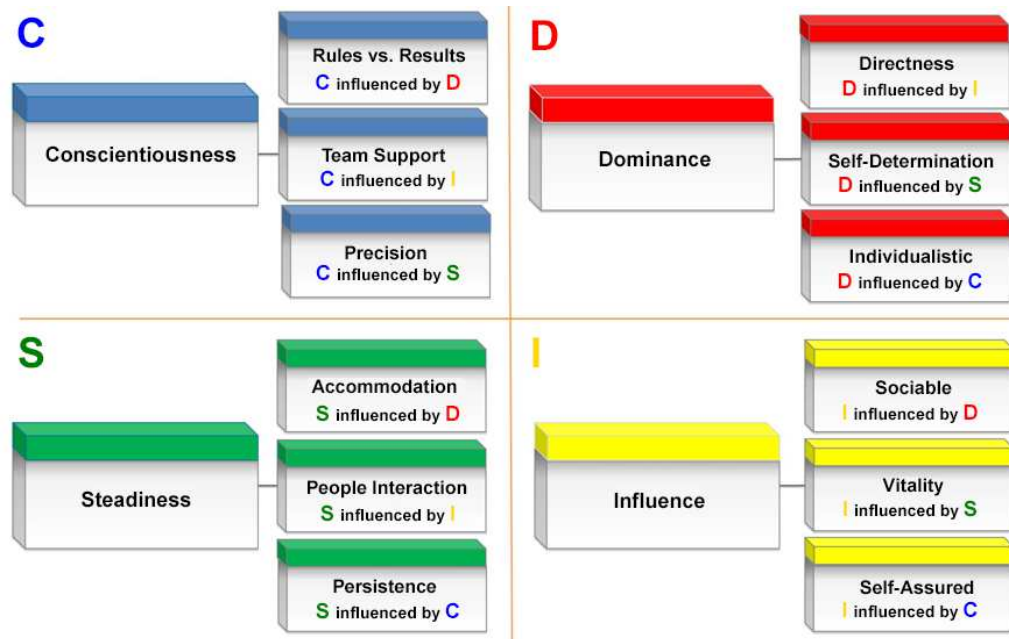 C
Conscientiousness
Rules vs. Results
C influenced by D
Team Support
C influenced by I
Precision
C influenced by S
D
Dominance
Directness
D influenced by I
Self-Determination
D influenced by S
Individualistic
D influenced by C
S
Steadiness
Accommodation
S influenced by D
People Interaction
S influenced by I
Persistence
S influenced by C
I
Influence
Sociable
I influenced by D
Vitality
I influenced by S
Self-Assured
I influenced by C